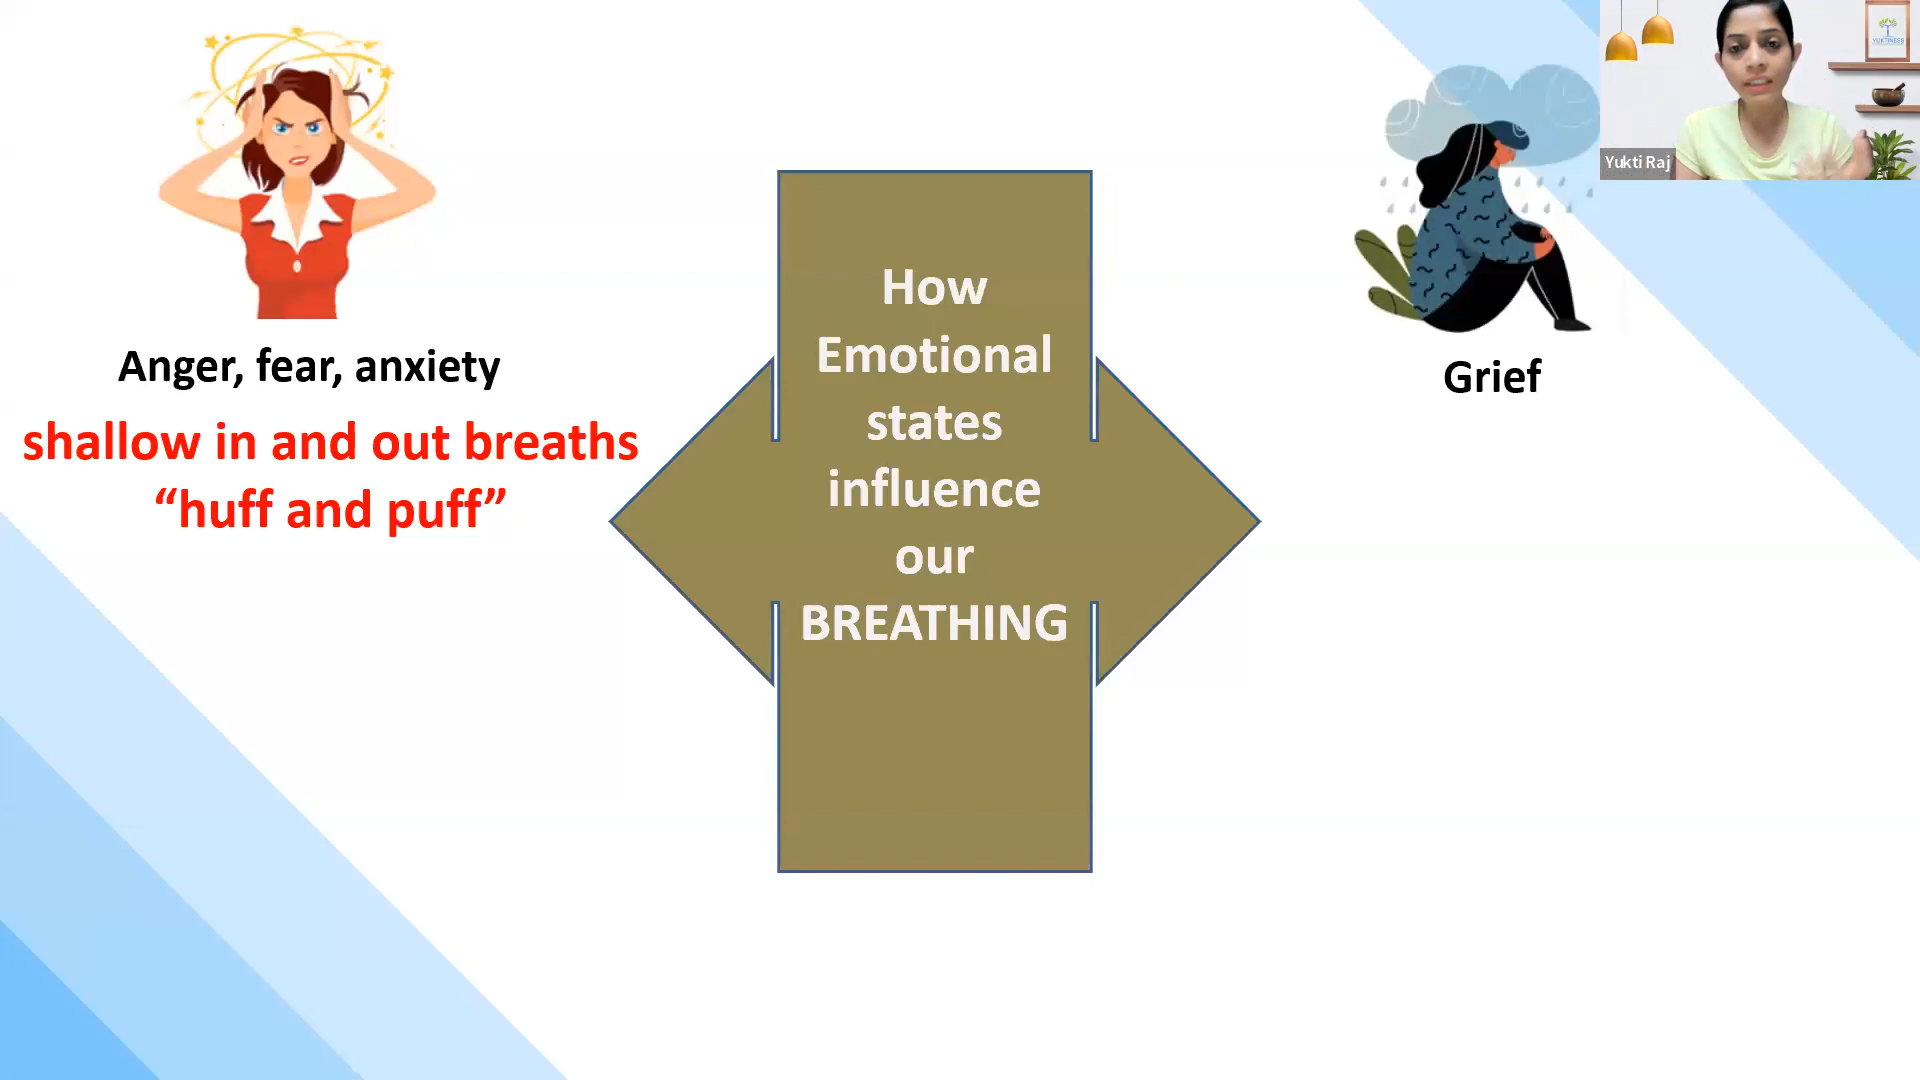 Anger, fear, anxiety
shallow in and out breaths
“huff and puff”
How
Emotional
states
influence
our
BREATHING
Grief
Yukti Raj
YUKTINESS